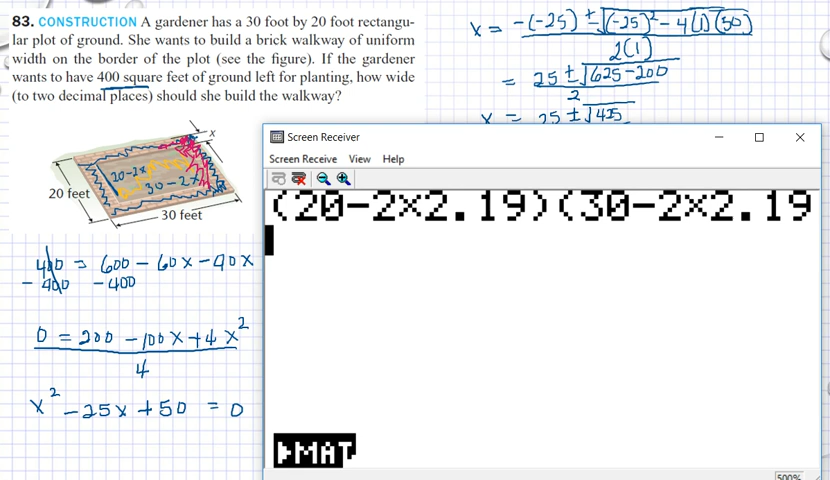 83. CONSTRUCTION A gardener has a 30 foot by 20 foot rectangu-
lar plot of ground. She wants to build a brick walkway of uniform
width on the border of the plot (see the figure). If the gardener
wants to have 400 square feet of ground left for planting, how wide
(to two decimal places) should she build the walkway?
x
20-2x
30-2x
20 feet
30 feet
400 = 600 - 60x - 40x
- 400 - 400
0 = 200 - 100x + 4x²
4
x² - 25x + 50 = 0
x = -(-25) ± √(-25)² - 4(1)(50)
2(1)
= 25 ± √625-200
2
x = 25 ± √425
Screen Receiver
Screen Receive View Help
(20-2×2.19)(30-2×2.19
▶MAT
500%